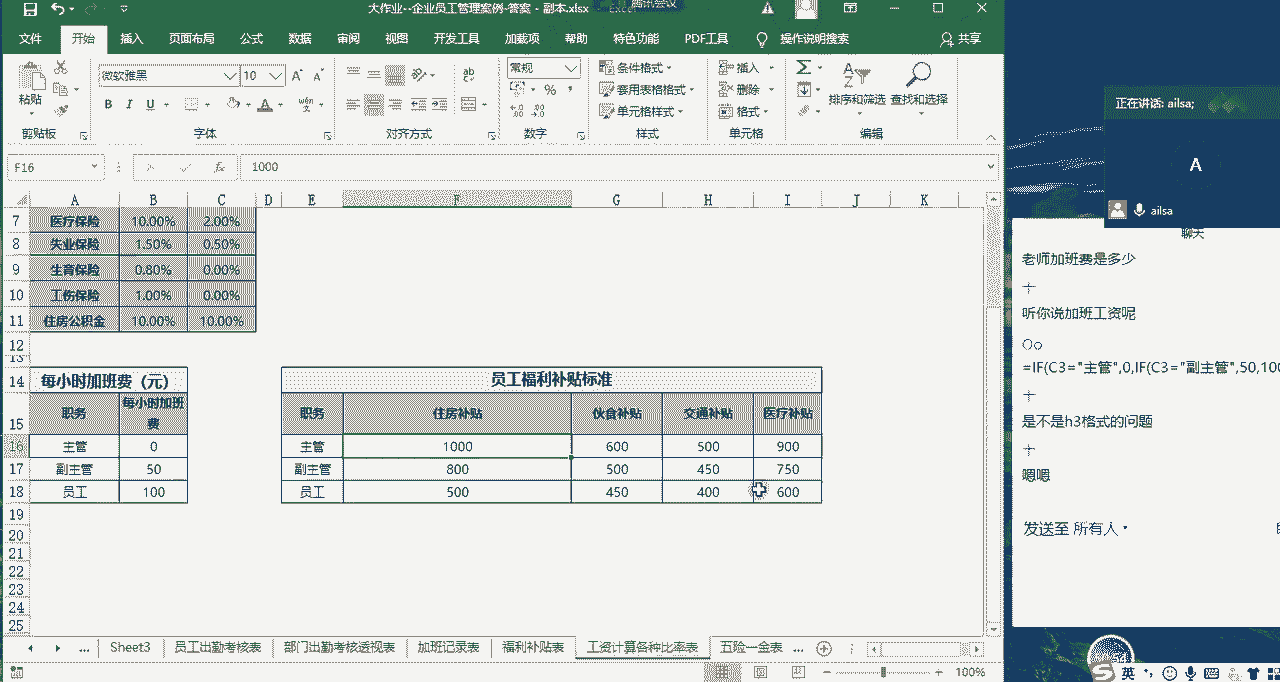 大作业--企业员工管理案例-答案 - 副本.xlsx
文件 开始 插入 页面布局 公式 数据 审阅 视图 开发工具 加载项 帮助 特色功能 PDF工具 操作说明搜索 共享
微软雅黑 10 常规
粘贴
B I U
条件格式
套用表格格式
单元格样式
插入
删除
格式
排序和筛选 查找和选择
剪贴板 字体 对齐方式 数字 样式 单元格 编辑
F16 fx 1000
A B C D E F G H I J K
7 医疗保险 10.00% 2.00%
8 失业保险 1.50% 0.50%
9 生育保险 0.80% 0.00%
10 工伤保险 1.00% 0.00%
11 住房公积金 10.00% 10.00%
12
13
14 每小时加班费（元） 员工福利补贴标准
15 职务 每小时加班费 职务 住房补贴 伙食补贴 交通补贴 医疗补贴
16 主管 0 主管 1000 600 500 900
17 副主管 50 副主管 800 500 450 750
18 员工 100 员工 500 450 400 600
19
20
21
22
23
24
25
... Sheet3 员工出勤考核表 部门出勤考核透视表 加班记录表 福利补贴表 工资计算各种比率表 五险一金表 ...
100%
正在讲话: ailsa;
A
ailsa
聊天
老师加班费是多少
听你说加班工资呢
Oo
=IF(C3="主管",0,IF(C3="副主管",50,100
是不是h3格式的问题
嗯嗯
发送至 所有人
英